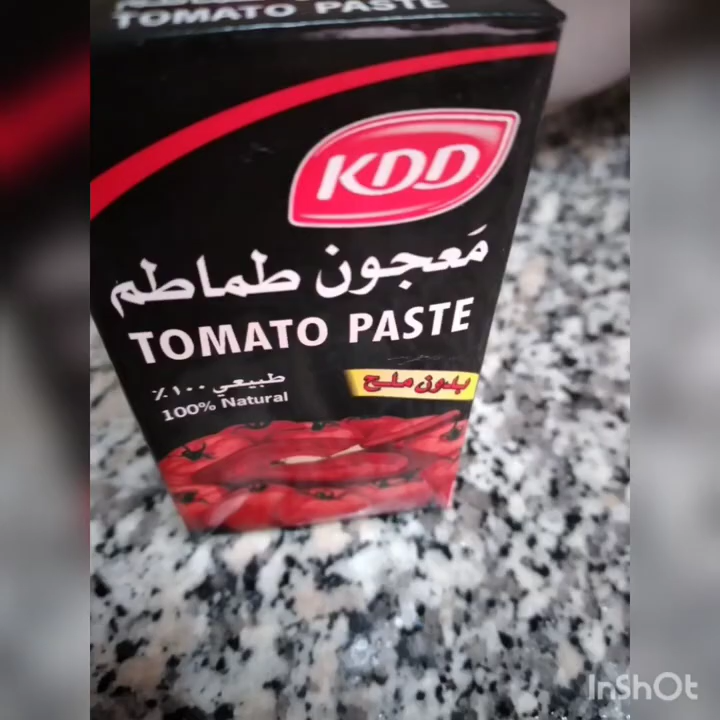 TOMATO PASTE
KDD
مَعجون طماطم
TOMATO PASTE
طبيعي ١٠٠٪
100% Natural
بدون ملح
InShOt